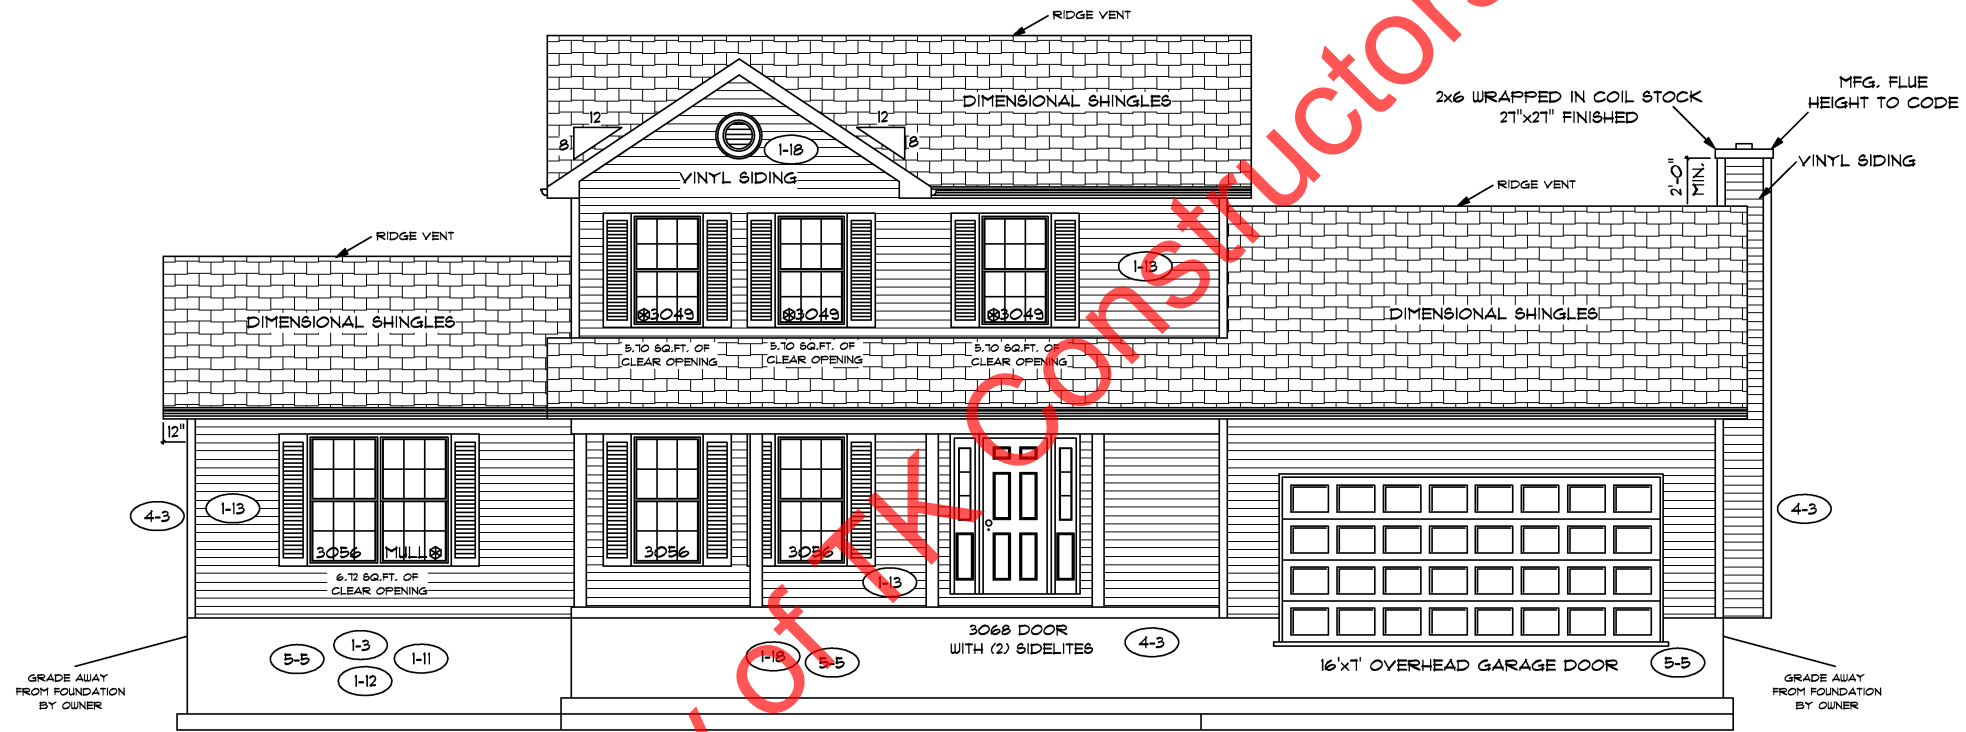 RIDGE VENT
DIMENSIONAL SHINGLES
2x6 WRAPPED IN COIL STOCK
27"x27" FINISHED
MFG. FLUE
HEIGHT TO CODE
12
8
12
8
1-18
VINYL SIDING
2'-0"
MIN.
VINYL SIDING
RIDGE VENT
RIDGE VENT
1-13
3049
3049
3049
DIMENSIONAL SHINGLES
DIMENSIONAL SHINGLES
5.70 SQ.FT. OF
CLEAR OPENING
5.70 SQ.FT. OF
CLEAR OPENING
5.70 SQ.FT. OF
CLEAR OPENING
12"
4-3
1-13
4-3
3056
MULL
3056
3056
6.72 SQ.FT. OF
CLEAR OPENING
1-13
3068 DOOR
WITH (2) SIDELITES
4-3
5-5
1-3
1-11
1-12
1-18
5-5
16'x7' OVERHEAD GARAGE DOOR
5-5
GRADE AWAY
FROM FOUNDATION
BY OWNER
GRADE AWAY
FROM FOUNDATION
BY OWNER
of TK Constructors